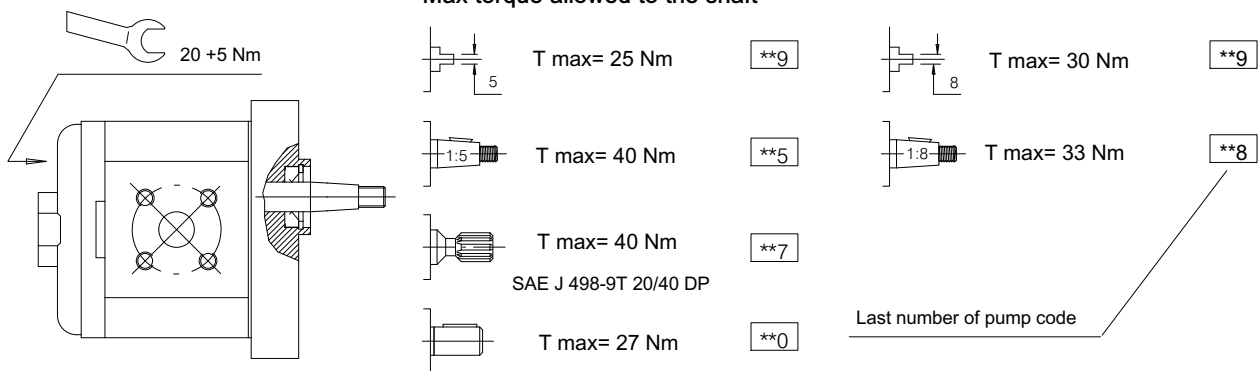 Max torque allowed to the shaft
20 +5 Nm
5
T max= 25 Nm
**9
8
T max= 30 Nm
**9
1:5
T max= 40 Nm
**5
1:8
T max= 33 Nm
**8
T max= 40 Nm
**7
SAE J 498-9T 20/40 DP
Last number of pump code
T max= 27 Nm
**0